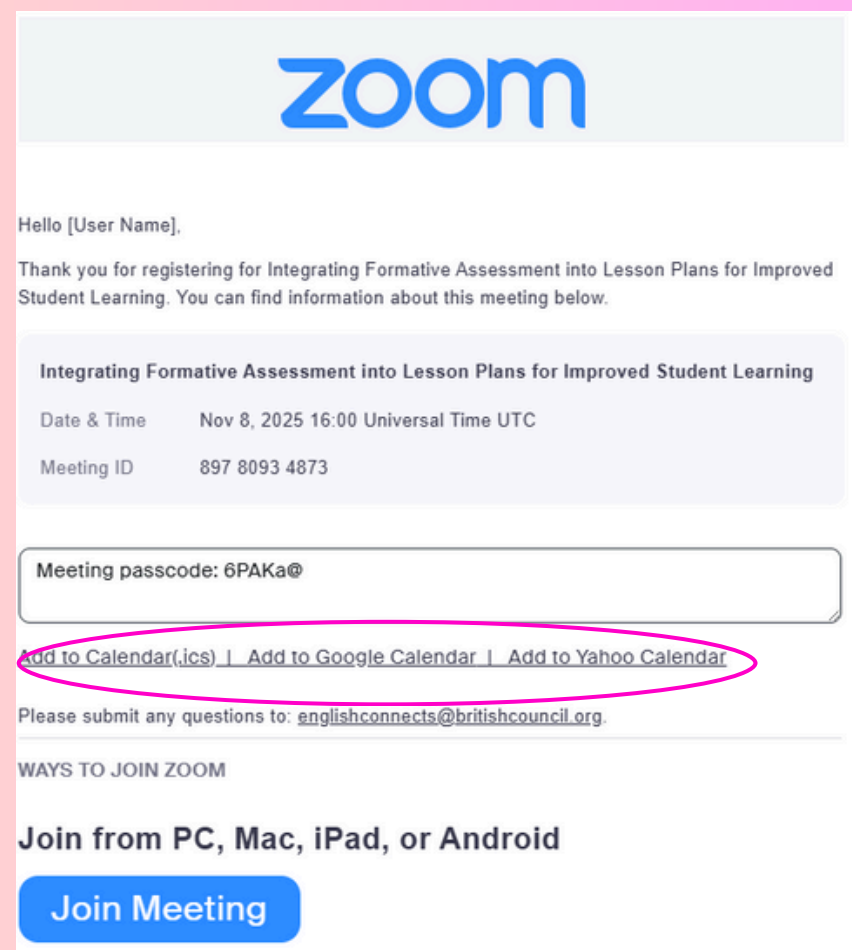 zoom
Hello [User Name],
Thank you for registering for Integrating Formative Assessment into Lesson Plans for Improved
Student Learning. You can find information about this meeting below.
Integrating Formative Assessment into Lesson Plans for Improved Student Learning
Date & Time Nov 8, 2025 16:00 Universal Time UTC
Meeting ID 897 8093 4873
Meeting passcode: 6PAKa@
Add to Calendar(.ics) | Add to Google Calendar | Add to Yahoo Calendar
Please submit any questions to: englishconnects@britishcouncil.org.
WAYS TO JOIN ZOOM
Join from PC, Mac, iPad, or Android
Join Meeting